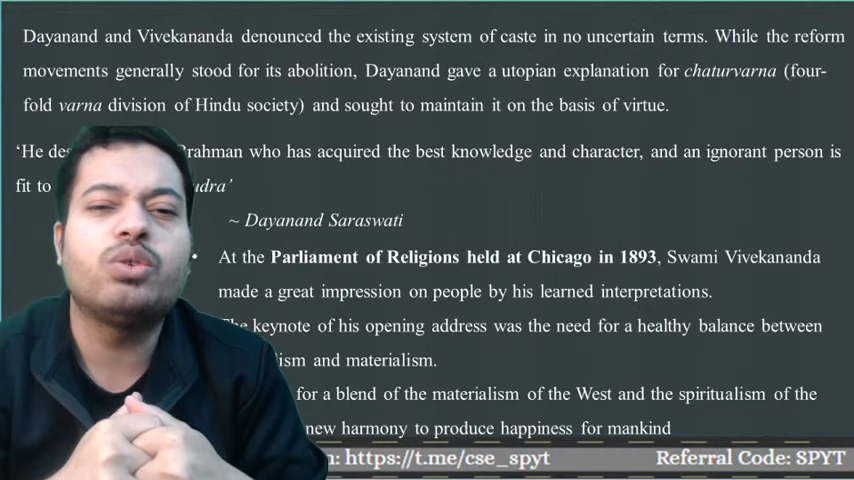 Dayanand and Vivekananda denounced the existing system of caste in no uncertain terms. While the reform
movements generally stood for its abolition, Dayanand gave a utopian explanation for chaturvarna (four-
fold varna division of Hindu society) and sought to maintain it on the basis of virtue.
‘He Brahman who has acquired the best knowledge and character, and an ignorant person is
fit to
~ Dayanand Saraswati
• At the Parliament of Religions held at Chicago in 1893, Swami Vivekananda
made a great impression on people by his learned interpretations.
The keynote of his opening address was the need for a healthy balance between
and materialism.
for a blend of the materialism of the West and the spiritualism of the
new harmony to produce happiness for mankind
https://t.me/cse_spyt Referral Code: SPYT